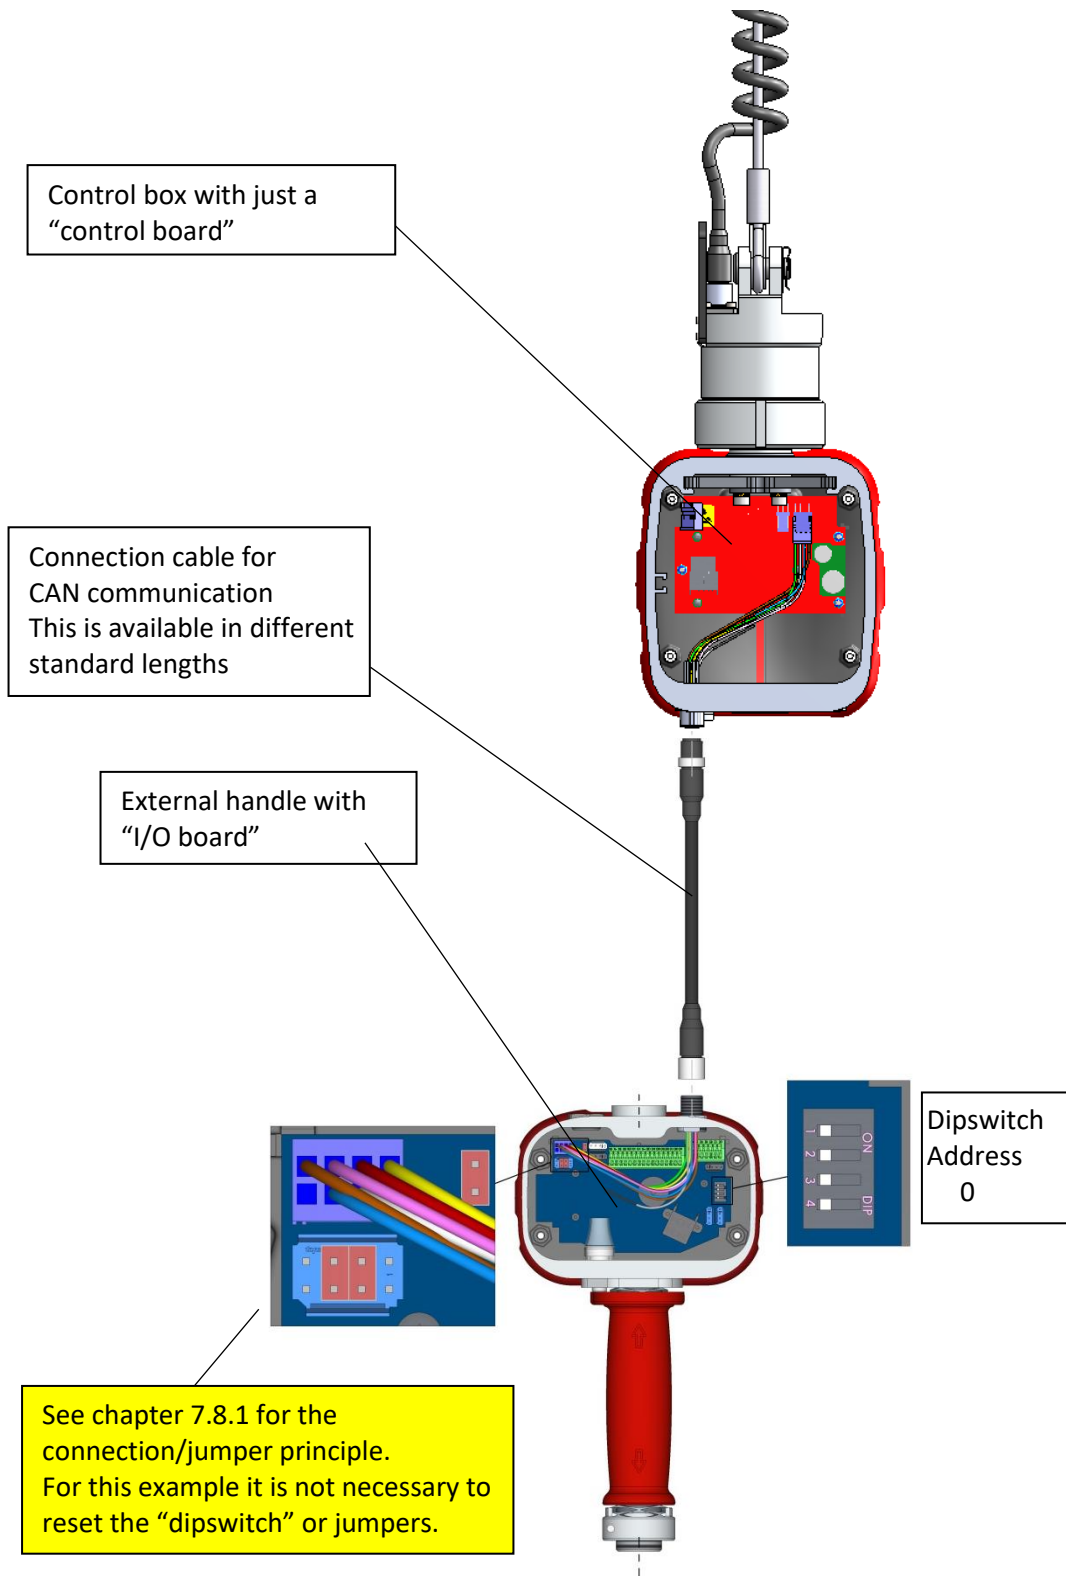 Control box with just a
“control board”
Connection cable for
CAN communication
This is available in different
standard lengths
External handle with
“I/O board”
1
2
3
4
ON
DIP
Dipswitch
Address
0
See chapter 7.8.1 for the
connection/jumper principle.
For this example it is not necessary to
reset the “dipswitch” or jumpers.